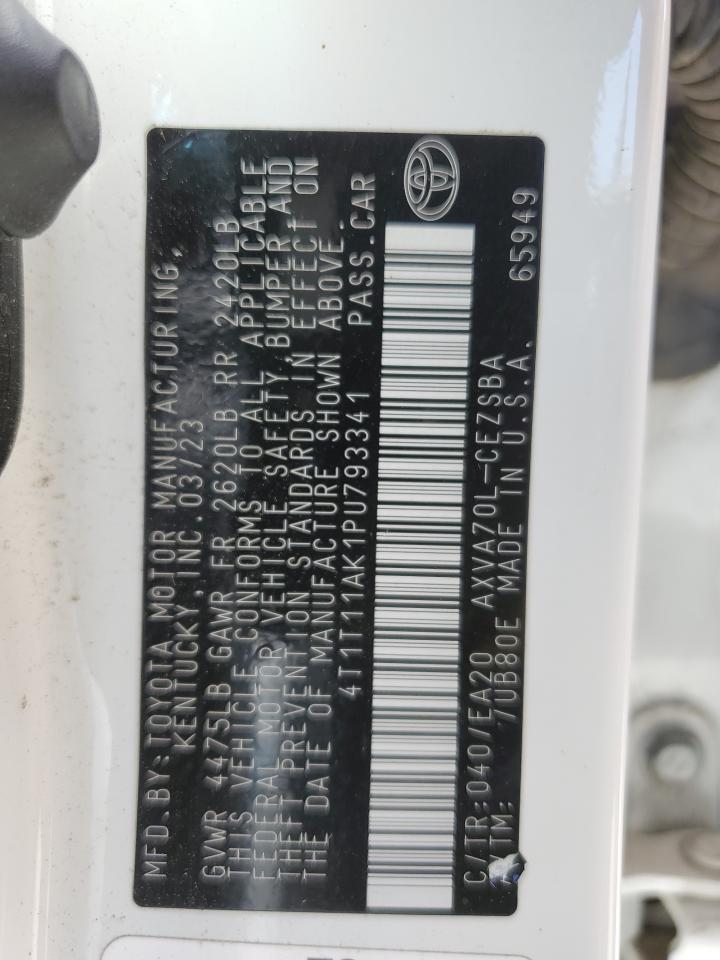 MFD.BY:TOYOTA MOTOR MANUFACTURING,
KENTUCKY,INC.03/23
GVWR 4475LB GAWR FR 2620LB RR 2420LB
THIS VEHICLE CONFORMS TO ALL APPLICABLE
FEDERAL MOTOR VEHICLE SAFETY,BUMPER AND
THEFT PREVENTION STANDARDS IN EFFECT ON
THE DATE OF MANUFACTURE SHOWN ABOVE.
4T1T11AK1PU793341 PASS.CAR
C/TR:040/EA20 AXVA70L-CEZSBA
/TM: /UB80E MADE IN U.S.A. 65949